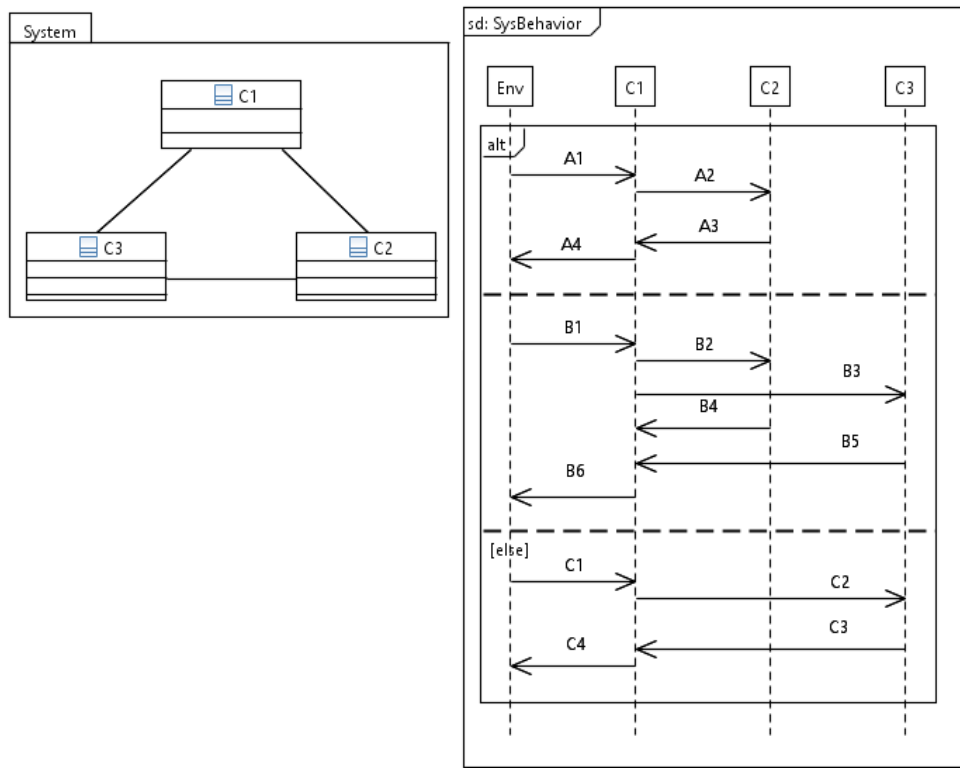 System
C1
C3
C2
sd: SysBehavior
Env C1 C2 C3
alt
A1
A2
A3
A4
B1
B2
B3
B4
B5
B6
[else]
C1
C2
C3
C4